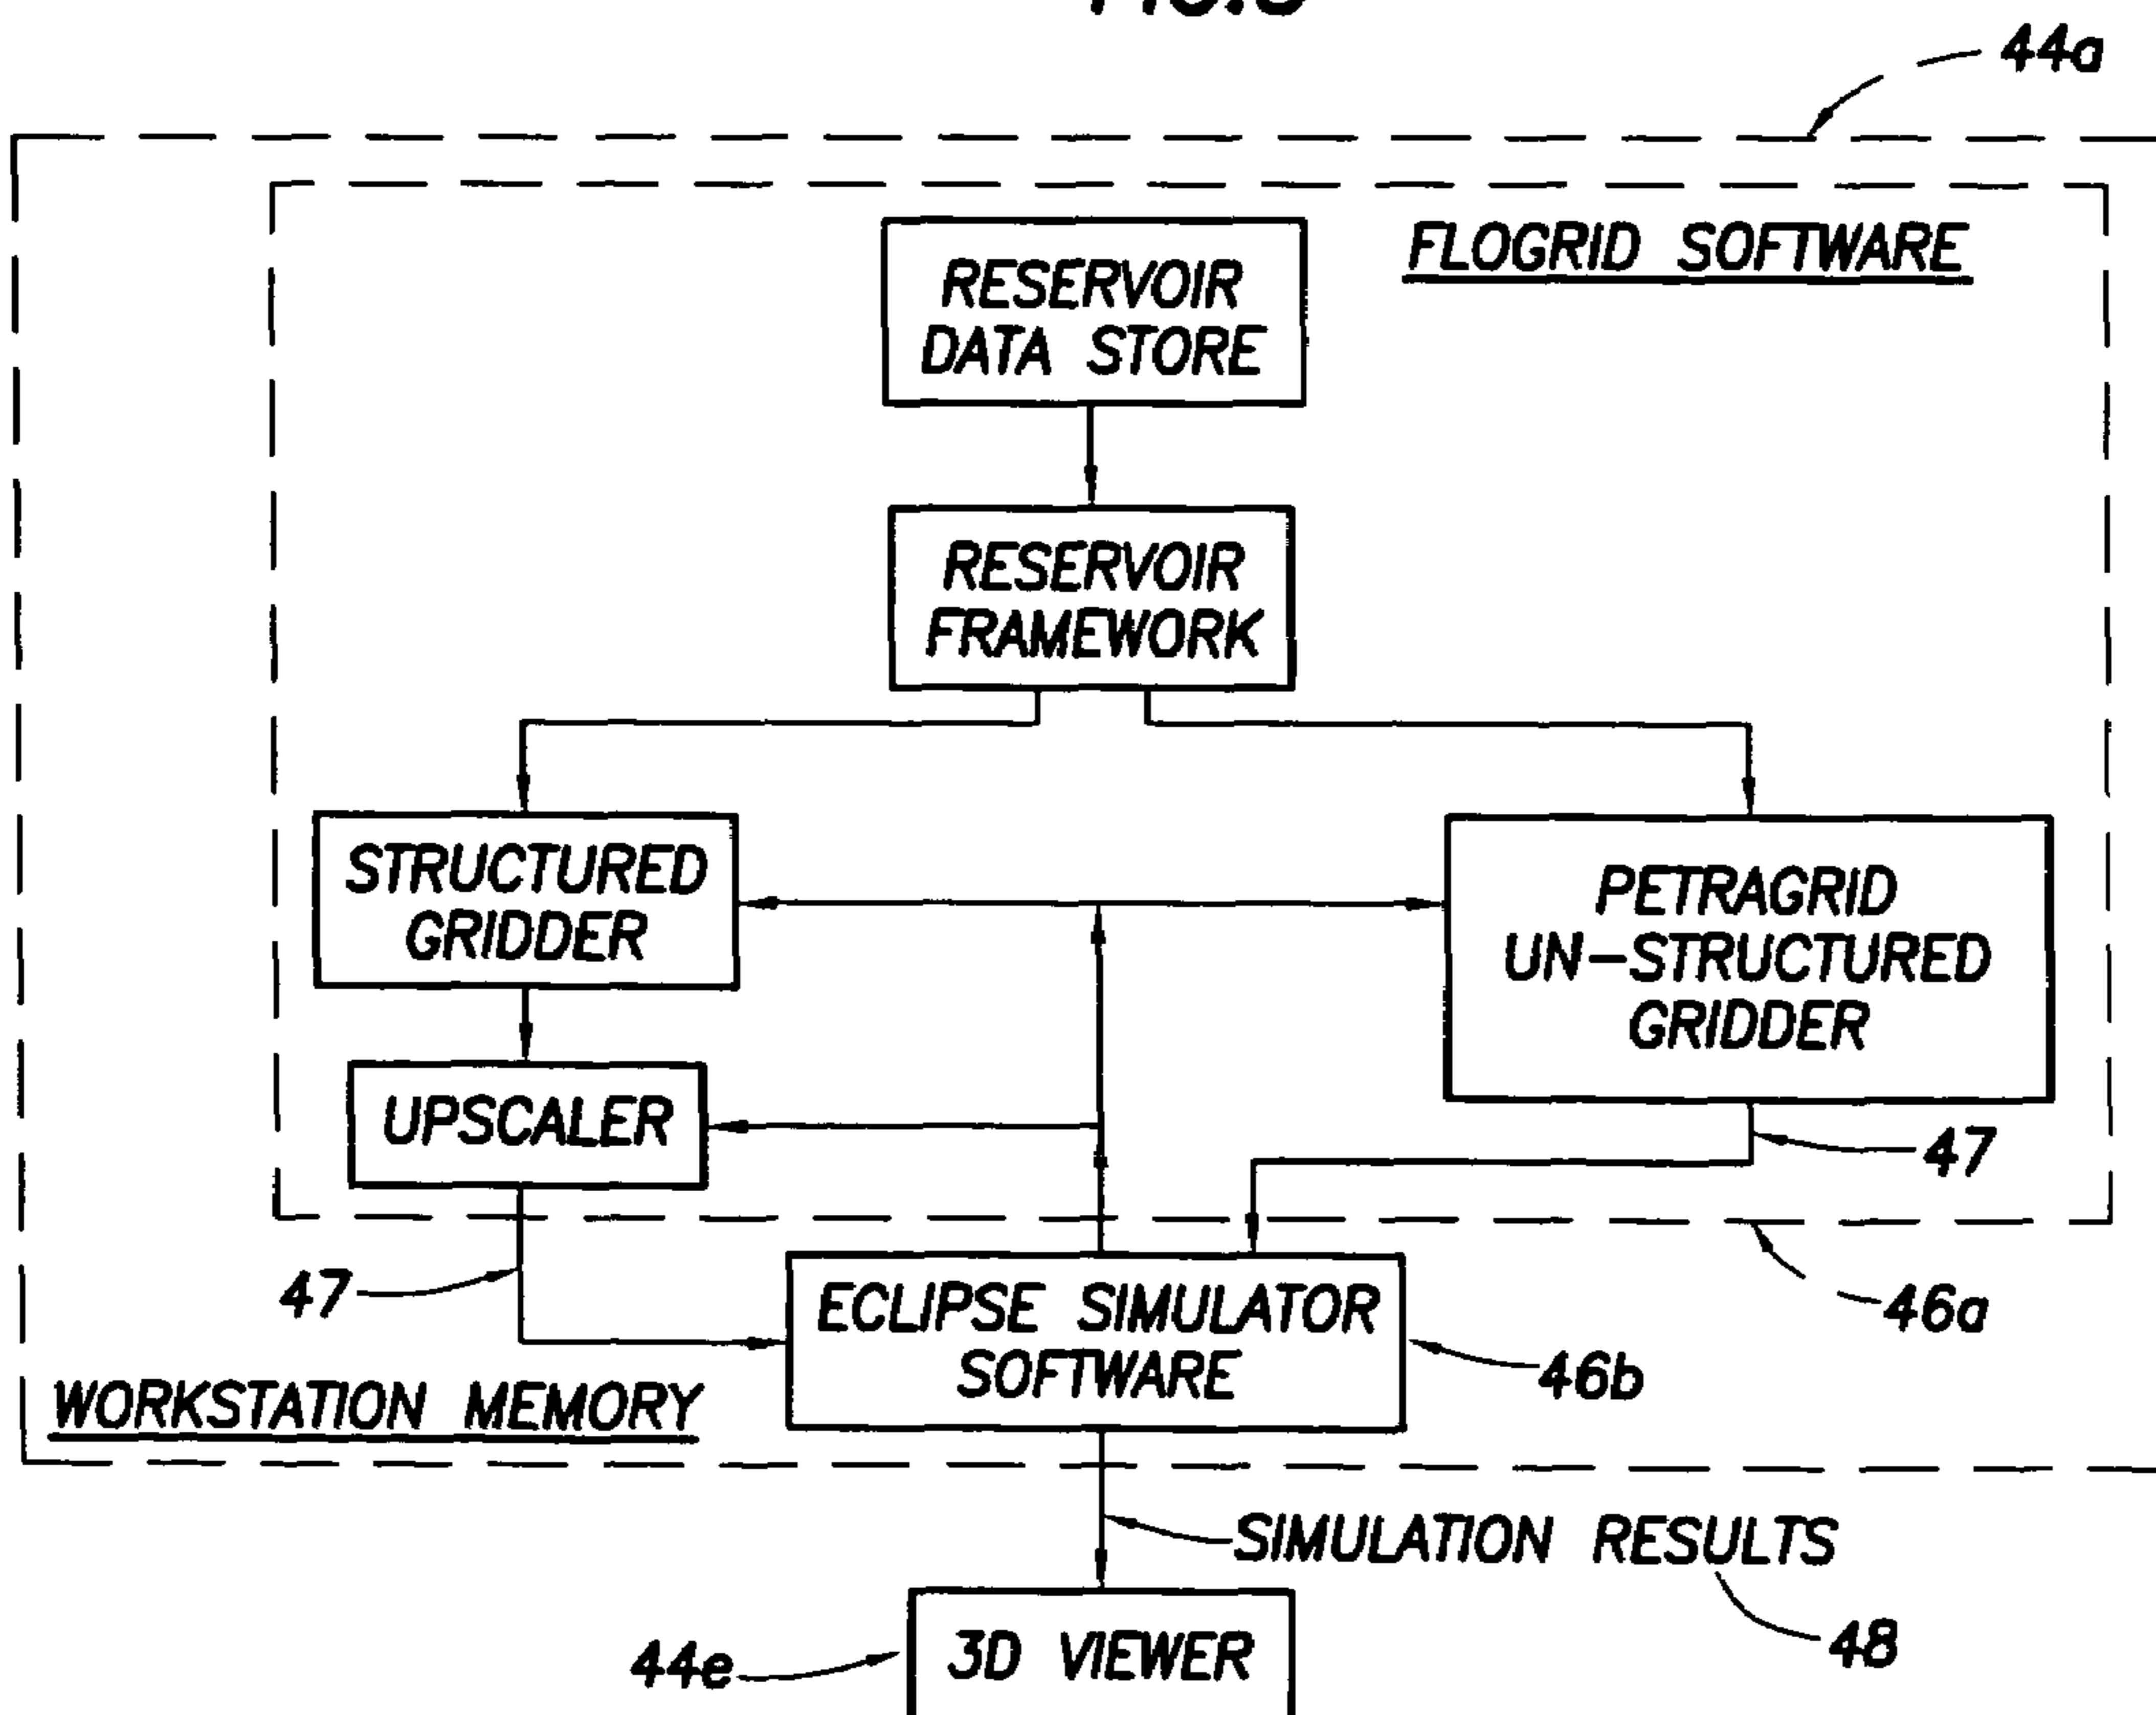 44a
FLOGRID SOFTWARE
RESERVOIR
DATA STORE
RESERVOIR
FRAMEWORK
STRUCTURED
GRIDDER
PETRAGRID
UN-STRUCTURED
GRIDDER
UPSCALER
47
47
46a
ECLIPSE SIMULATOR
SOFTWARE
46b
WORKSTATION MEMORY
SIMULATION RESULTS
48
44e
3D VIEWER